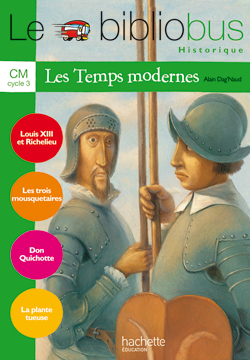 Le bibliobus
Historique
CM
cycle 3
Les Temps modernes
Alain Dag'Naud
Louis XIII
et Richelieu
Les trois
mousquetaires
Don
Quichotte
La plante
tueuse
hachette
ÉDUCATION